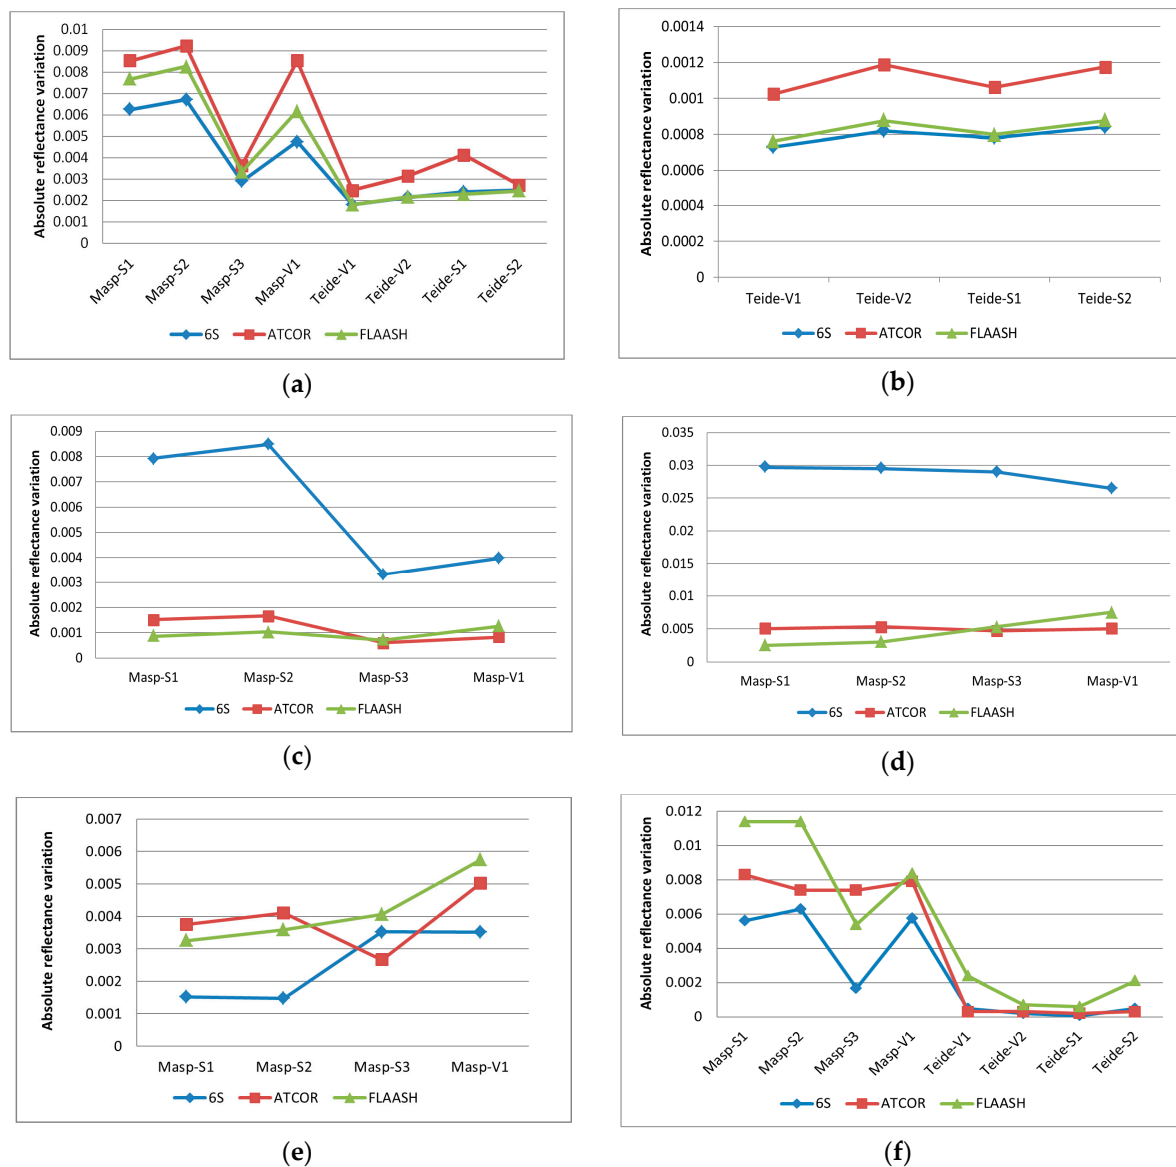 Absolute reflectance variation
0.01
0.009
0.008
0.007
0.006
0.005
0.004
0.003
0.002
0.001
0
Masp-S1
Masp-S2
Masp-S3
Masp-V1
Teide-V1
Teide-V2
Teide-S1
Teide-S2
6S ATCOR FLAASH
(a)
Absolute reflectance variation
0.0014
0.0012
0.001
0.0008
0.0006
0.0004
0.0002
0
Teide-V1 Teide-V2 Teide-S1 Teide-S2
6S ATCOR FLAASH
(b)
Absolute reflectance variation
0.009
0.008
0.007
0.006
0.005
0.004
0.003
0.002
0.001
0
Masp-S1 Masp-S2 Masp-S3 Masp-V1
6S ATCOR FLAASH
(c)
Absolute reflectance variation
0.035
0.03
0.025
0.02
0.015
0.01
0.005
0
Masp-S1 Masp-S2 Masp-S3 Masp-V1
6S ATCOR FLAASH
(d)
Absolute reflectance variation
0.007
0.006
0.005
0.004
0.003
0.002
0.001
0
Masp-S1 Masp-S2 Masp-S3 Masp-V1
6S ATCOR FLAASH
(e)
Absolute reflectance variation
0.012
0.01
0.008
0.006
0.004
0.002
0
Masp-S1
Masp-S2
Masp-S3
Masp-V1
Teide-V1
Teide-V2
Teide-S1
Teide-S2
6S ATCOR FLAASH
(f)